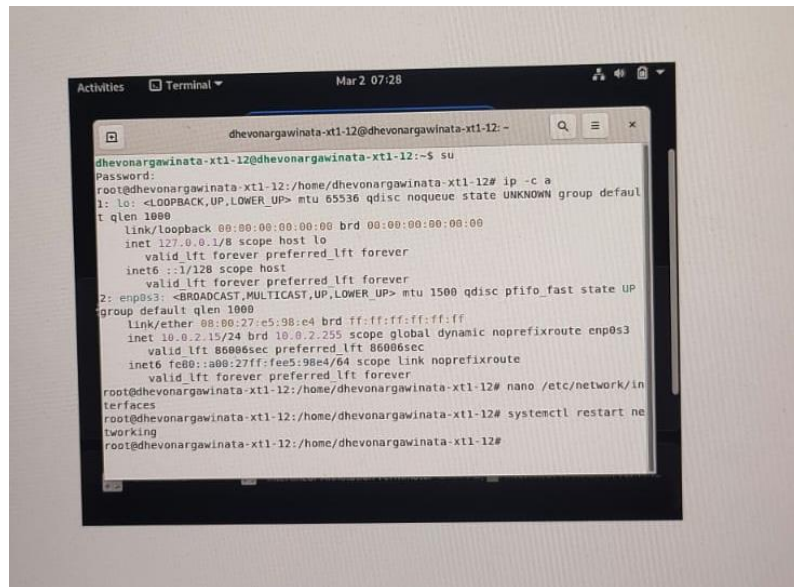 Activities Terminal Mar 2 07:28
dhevonargawinata-xt1-12@dhevonargawinata-xt1-12: ~
dhevonargawinata-xt1-12@dhevonargawinata-xt1-12:~$ su
Password:
root@dhevonargawinata-xt1-12:/home/dhevonargawinata-xt1-12# ip -c a
1: lo: <LOOPBACK,UP,LOWER_UP> mtu 65536 qdisc noqueue state UNKNOWN group defaul
t qlen 1000
link/loopback 00:00:00:00:00:00 brd 00:00:00:00:00:00
inet 127.0.0.1/8 scope host lo
valid_lft forever preferred_lft forever
inet6 ::1/128 scope host
valid_lft forever preferred_lft forever
2: enp0s3: <BROADCAST,MULTICAST,UP,LOWER_UP> mtu 1500 qdisc pfifo_fast state UP
group default qlen 1000
link/ether 08:00:27:e5:98:e4 brd ff:ff:ff:ff:ff:ff
inet 10.0.2.15/24 brd 10.0.2.255 scope global dynamic noprefixroute enp0s3
valid_lft 86006sec preferred_lft 86006sec
inet6 fe80::a00:27ff:fee5:98e4/64 scope link noprefixroute
valid_lft forever preferred_lft forever
root@dhevonargawinata-xt1-12:/home/dhevonargawinata-xt1-12# nano /etc/network/in
terfaces
root@dhevonargawinata-xt1-12:/home/dhevonargawinata-xt1-12# systemctl restart ne
tworking
root@dhevonargawinata-xt1-12:/home/dhevonargawinata-xt1-12#